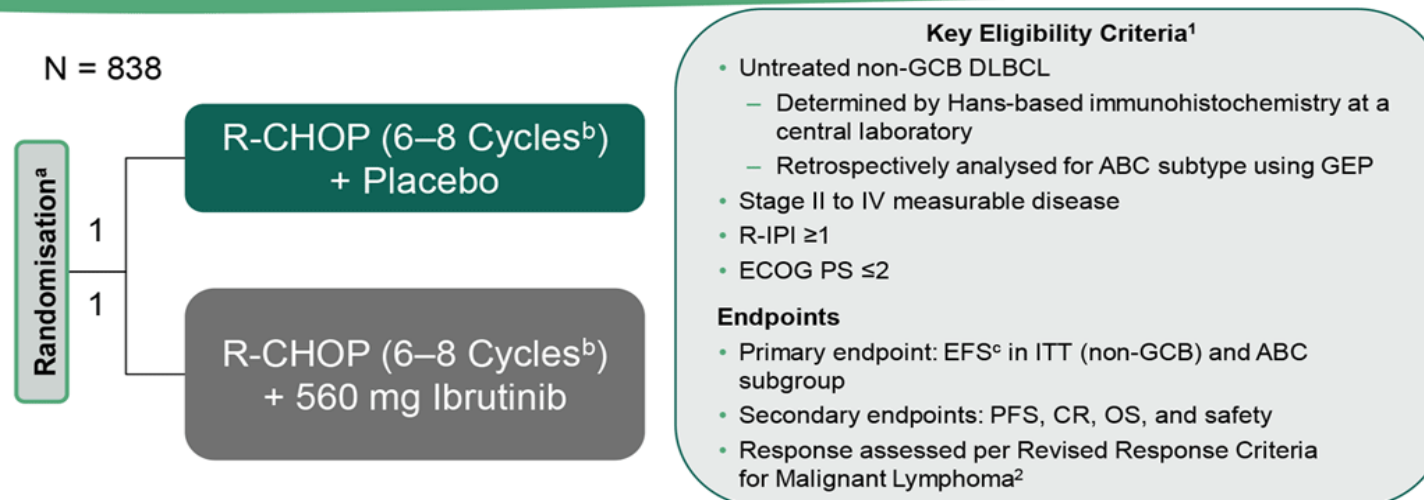 N = 838
Randomisationᵃ
1
1
R-CHOP (6–8 Cyclesᵇ)
+ Placebo
R-CHOP (6–8 Cyclesᵇ)
+ 560 mg Ibrutinib
Key Eligibility Criteria¹
• Untreated non-GCB DLBCL
– Determined by Hans-based immunohistochemistry at a
central laboratory
– Retrospectively analysed for ABC subtype using GEP
• Stage II to IV measurable disease
• R-IPI ≥1
• ECOG PS ≤2
Endpoints
• Primary endpoint: EFSᶜ in ITT (non-GCB) and ABC
subgroup
• Secondary endpoints: PFS, CR, OS, and safety
• Response assessed per Revised Response Criteria
for Malignant Lymphoma²